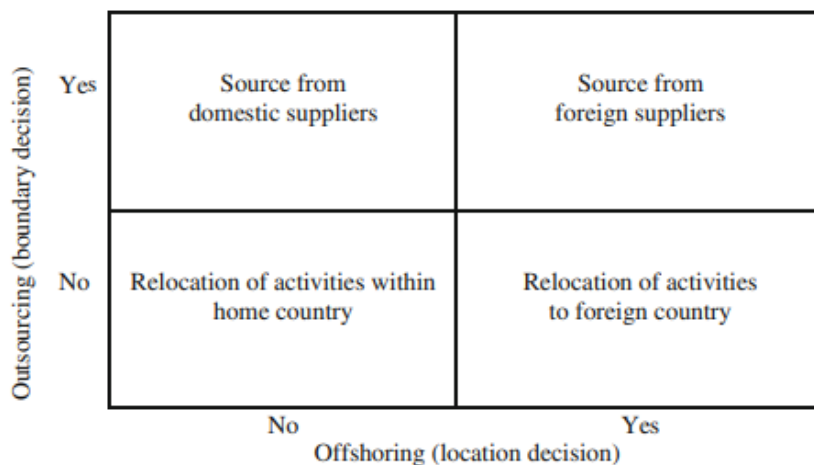 Outsourcing (boundary decision)
Yes
Source from
domestic suppliers
Source from
foreign suppliers
No
Relocation of activities within
home country
Relocation of activities
to foreign country
No
Yes
Offshoring (location decision)